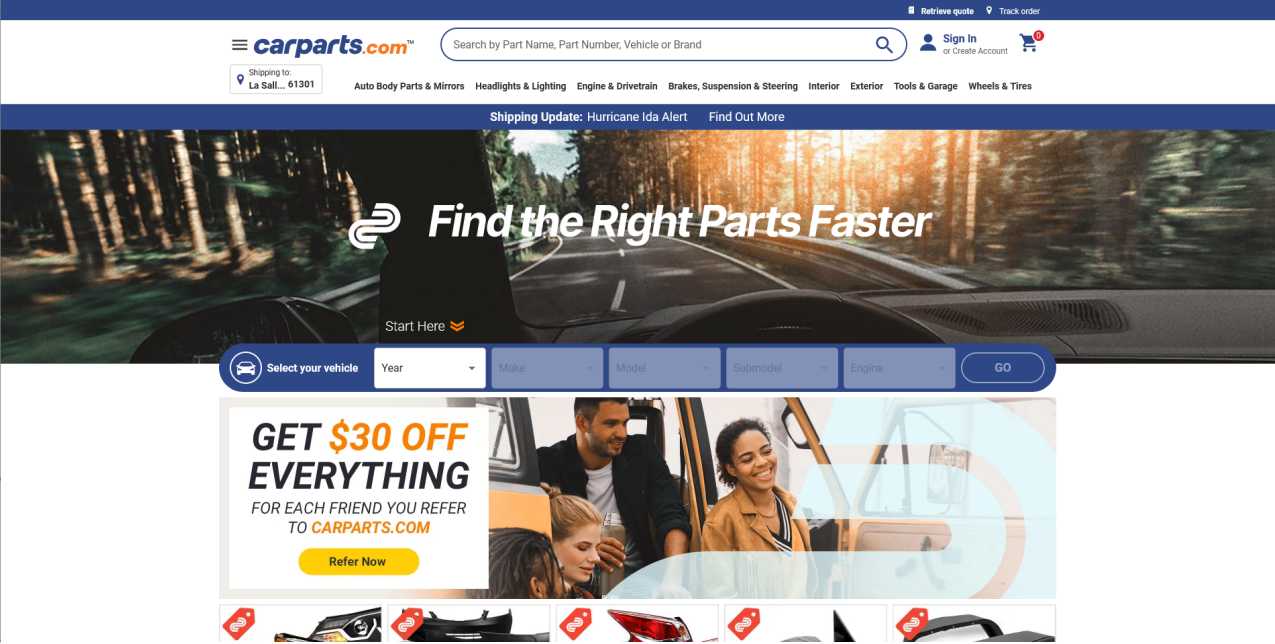 Retrieve quote
Track order
carparts.com™
Search by Part Name, Part Number, Vehicle or Brand
Sign In
or Create Account
0
Shipping to:
La Sall... 61301
Auto Body Parts & Mirrors
Headlights & Lighting
Engine & Drivetrain
Brakes, Suspension & Steering
Interior
Exterior
Tools & Garage
Wheels & Tires
Shipping Update: Hurricane Ida Alert
Find Out More
Find the Right Parts Faster
Start Here
Select your vehicle
Year
Make
Model
Submodel
Engine
GO
GET $30 OFF
EVERYTHING
FOR EACH FRIEND YOU REFER
TO CARPARTS.COM
Refer Now